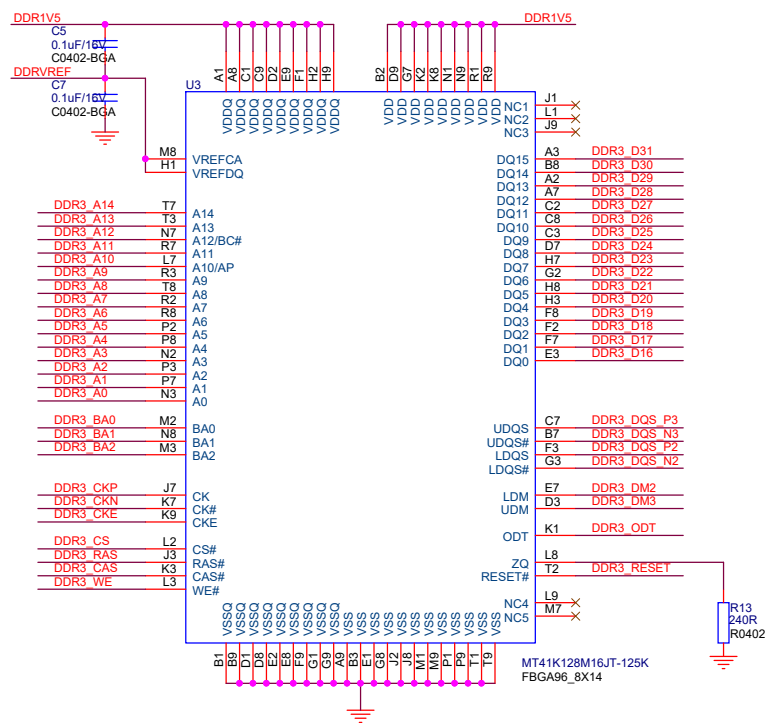 DDR1V5
DDR1V5
C5
0.1uF/16V
C0402-BGA
DDRVREF
C7
0.1uF/16V
C0402-BGA
U3
A1 A8 C1 C9 D2 E9 F1 H2 H9
B2 D9 G7 K2 K8 N1 N9 R1 R9
VDDQ VDDQ VDDQ VDDQ VDDQ VDDQ VDDQ VDDQ VDDQ
VDD VDD VDD VDD VDD VDD VDD VDD VDD
NC1 J1
NC2 L1
NC3 J9
M8 VREFCA
H1 VREFDQ
DDR3_A14 T7 A14
DDR3_A13 T3 A13
DDR3_A12 N7 A12/BC#
DDR3_A11 R7 A11
DDR3_A10 L7 A10/AP
DDR3_A9 R3 A9
DDR3_A8 T8 A8
DDR3_A7 R2 A7
DDR3_A6 R8 A6
DDR3_A5 P2 A5
DDR3_A4 P8 A4
DDR3_A3 N2 A3
DDR3_A2 P3 A2
DDR3_A1 P7 A1
DDR3_A0 N3 A0
DDR3_BA0 M2 BA0
DDR3_BA1 N8 BA1
DDR3_BA2 M3 BA2
DDR3_CKP J7 CK
DDR3_CKN K7 CK#
DDR3_CKE K9 CKE
DDR3_CS L2 CS#
DDR3_RAS J3 RAS#
DDR3_CAS K3 CAS#
DDR3_WE L3 WE#
DQ15 A3 DDR3_D31
DQ14 B8 DDR3_D30
DQ13 A2 DDR3_D29
DQ12 A7 DDR3_D28
DQ11 C2 DDR3_D27
DQ10 C8 DDR3_D26
DQ9 C3 DDR3_D25
DQ8 D7 DDR3_D24
DQ7 H7 DDR3_D23
DQ6 G2 DDR3_D22
DQ5 H8 DDR3_D21
DQ4 H3 DDR3_D20
DQ3 F8 DDR3_D19
DQ2 F2 DDR3_D18
DQ1 F7 DDR3_D17
DQ0 E3 DDR3_D16
UDQS C7 DDR3_DQS_P3
UDQS# B7 DDR3_DQS_N3
LDQS F3 DDR3_DQS_P2
LDQS# G3 DDR3_DQS_N2
LDM E7 DDR3_DM2
UDM D3 DDR3_DM3
ODT K1 DDR3_ODT
ZQ L8
RESET# T2 DDR3_RESET
NC4 L9
NC5 M7
R13
240R
R0402
VSSQ VSSQ VSSQ VSSQ VSSQ VSSQ VSSQ VSSQ VSSQ VSS VSS VSS VSS VSS VSS VSS VSS VSS VSS VSS VSS
B1 B9 D1 D8 E2 E8 F9 G1 G9 A9 B3 E1 G8 J2 J8 M1 M9 P1 P9 T1 T9
MT41K128M16JT-125K
FBGA96_8X14